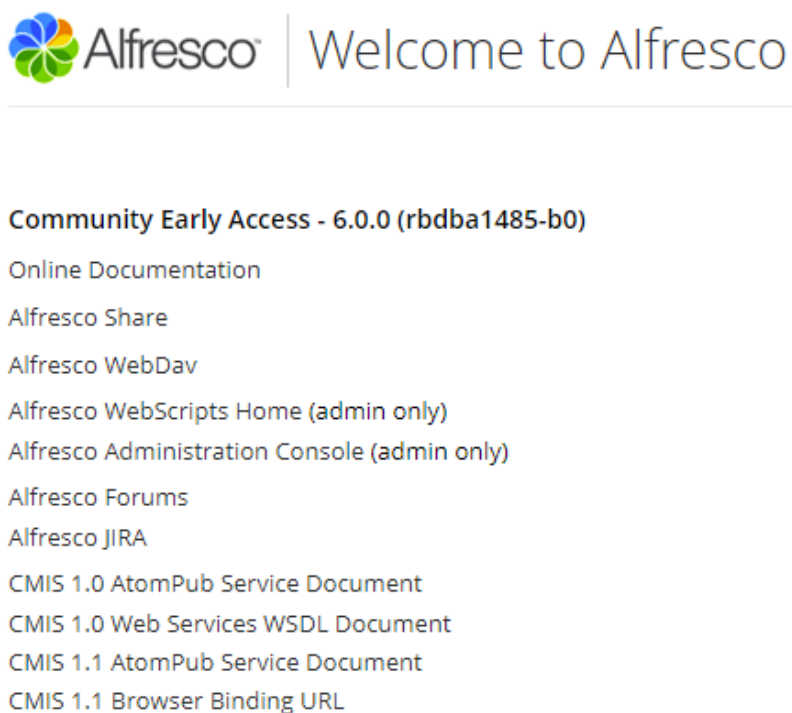 Alfresco™ Welcome to Alfresco
Community Early Access - 6.0.0 (rbdba1485-b0)
Online Documentation
Alfresco Share
Alfresco WebDav
Alfresco WebScripts Home (admin only)
Alfresco Administration Console (admin only)
Alfresco Forums
Alfresco JIRA
CMIS 1.0 AtomPub Service Document
CMIS 1.0 Web Services WSDL Document
CMIS 1.1 AtomPub Service Document
CMIS 1.1 Browser Binding URL